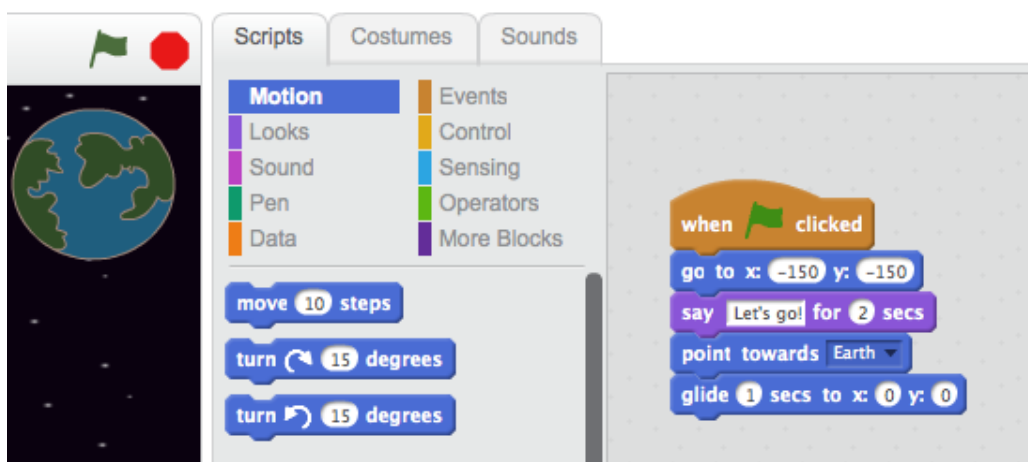 Scripts Costumes Sounds
Motion Events
Looks Control
Sound Sensing
Pen Operators
Data More Blocks
move 10 steps
turn 15 degrees
turn 15 degrees
when clicked
go to x: -150 y: -150
say Let's go! for 2 secs
point towards Earth
glide 1 secs to x: 0 y: 0